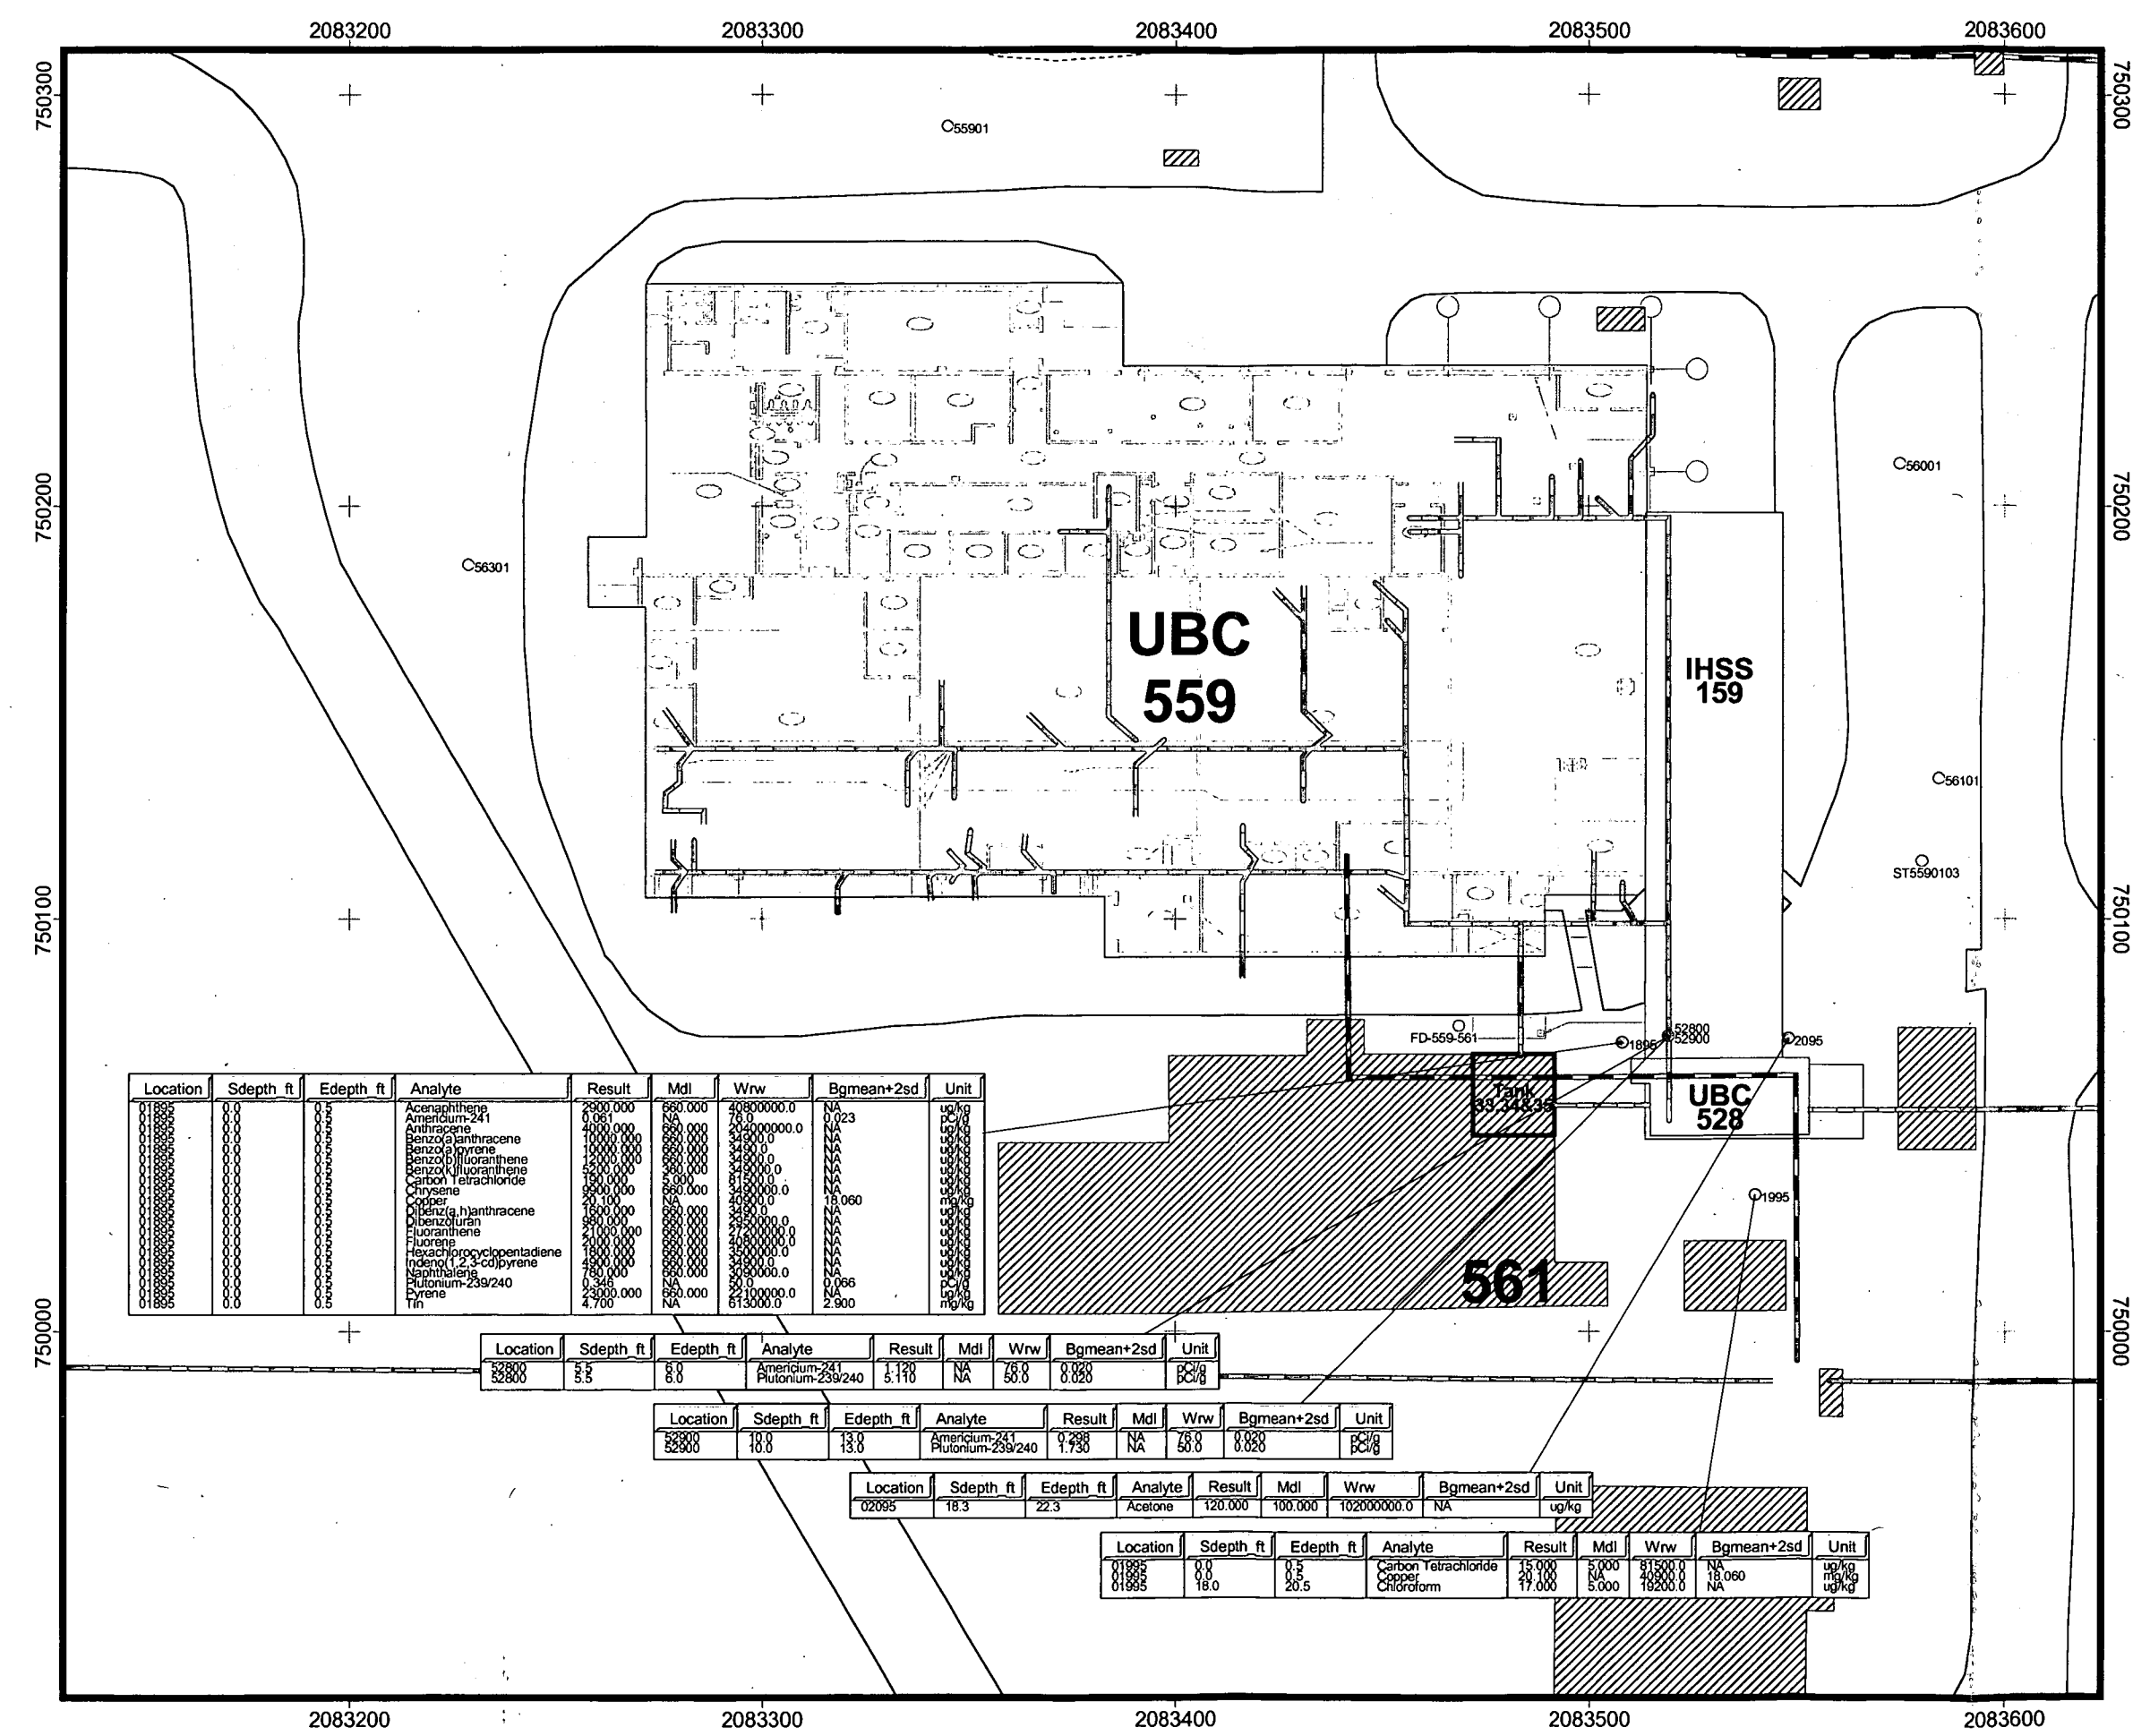 2083200 2083300 2083400 2083500 2083600
750300 750300
55901
56001
750200 750200
56301
UBC
559
IHSS
159
56101
ST5590103
750100 750100
FD-559-561
1895
52800
52900
2095
Tank
33,34&35
UBC
528
1995
561
Location Sdepth_ft Edepth_ft Analyte Result Mdl Wrw Bgmean+2sd Unit
01895 0.0 0.5 Acenaphthene 2900.000 660.000 40800000.0 NA ug/kg
01895 0.0 0.5 Americium-241 0.061 NA 76.0 0.023 pCi/g
01895 0.0 0.5 Anthracene 4000.000 660.000 204000000.0 NA ug/kg
01895 0.0 0.5 Benzo(a)anthracene 10000.000 660.000 34900.0 NA ug/kg
01895 0.0 0.5 Benzo(a)pyrene 10000.000 660.000 3490.0 NA ug/kg
01895 0.0 0.5 Benzo(b)fluoranthene 12000.000 660.000 34900.0 NA ug/kg
01895 0.0 0.5 Benzo(k)fluoranthene 5200.000 360.000 349000.0 NA ug/kg
01895 0.0 0.5 Carbon Tetrachloride 190.000 5.000 81500.0 NA ug/kg
01895 0.0 0.5 Chrysene 9900.000 660.000 3490000.0 NA ug/kg
01895 0.0 0.5 Copper 20.100 NA 40900.0 18.060 mg/kg
01895 0.0 0.5 Dibenz(a,h)anthracene 1600.000 660.000 3490.0 NA ug/kg
01895 0.0 0.5 Dibenzofuran 980.000 660.000 2950000.0 NA ug/kg
01895 0.0 0.5 Fluoranthene 21000.000 660.000 27200000.0 NA ug/kg
01895 0.0 0.5 Fluorene 2000.000 660.000 40800000.0 NA ug/kg
01895 0.0 0.5 Hexachlorocyclopentadiene 1800.000 660.000 3500000.0 NA ug/kg
01895 0.0 0.5 Indeno(1,2,3-cd)pyrene 4900.000 660.000 34900.0 NA ug/kg
01895 0.0 0.5 Naphthalene 780.000 660.000 3090000.0 NA ug/kg
01895 0.0 0.5 Plutonium-239/240 0.346 NA 50.0 0.066 pCi/g
01895 0.0 0.5 Pyrene 23000.000 660.000 22100000.0 NA ug/kg
01895 0.0 0.5 Tin 4.700 NA 613000.0 2.900 mg/kg
750000 750000
Location Sdepth_ft Edepth_ft Analyte Result Mdl Wrw Bgmean+2sd Unit
52800 5.5 6.0 Americium-241 1.120 NA 76.0 0.020 pCi/g
52800 5.5 6.0 Plutonium-239/240 5.110 NA 50.0 0.020 pCi/g
Location Sdepth_ft Edepth_ft Analyte Result Mdl Wrw Bgmean+2sd Unit
52900 10.0 13.0 Americium-241 0.298 NA 76.0 0.020 pCi/g
52900 10.0 13.0 Plutonium-239/240 1.730 NA 50.0 0.020 pCi/g
Location Sdepth_ft Edepth_ft Analyte Result Mdl Wrw Bgmean+2sd Unit
02095 18.3 22.3 Acetone 120.000 100.000 102000000.0 NA ug/kg
Location Sdepth_ft Edepth_ft Analyte Result Mdl Wrw Bgmean+2sd Unit
01995 0.0 0.5 Carbon Tetrachloride 15.000 5.000 81500.0 NA ug/kg
01995 0.0 0.5 Copper 20.100 NA 40900.0 18.060 mg/kg
01995 18.0 20.5 Chloroform 17.000 5.000 19200.0 NA ug/kg
2083200 2083300 2083400 2083500 2083600